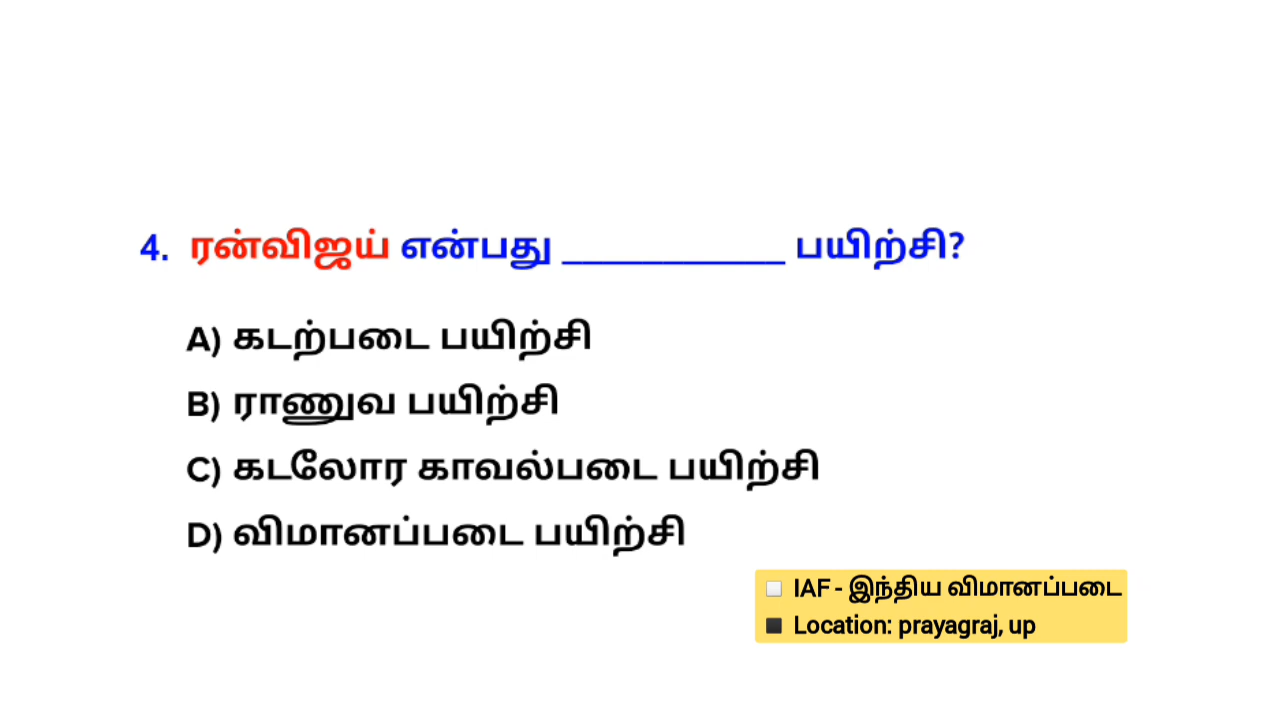 4. ரன்விஜய் என்பது ____________ பயிற்சி?
A) கடற்படை பயிற்சி
B) ராணுவ பயிற்சி
C) கடலோர காவல்படை பயிற்சி
D) விமானப்படை பயிற்சி
IAF - இந்திய விமானப்படை
Location: prayagraj, up